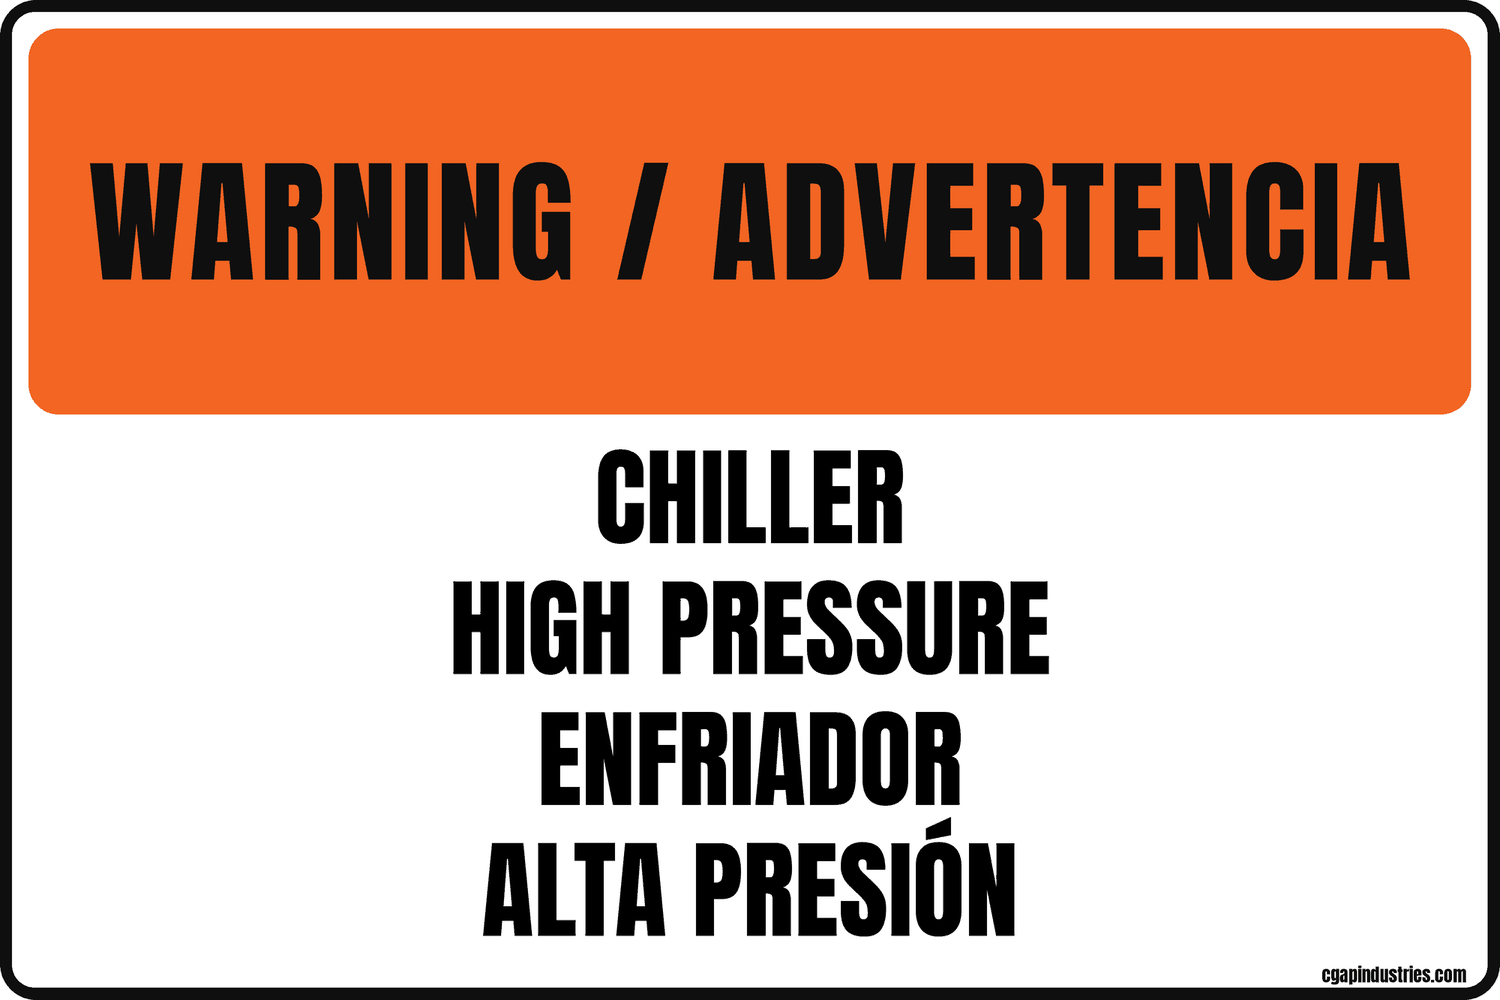 WARNING / ADVERTENCIA
CHILLER
HIGH PRESSURE
ENFRIADOR
ALTA PRESIÓN
cgapindustries.com